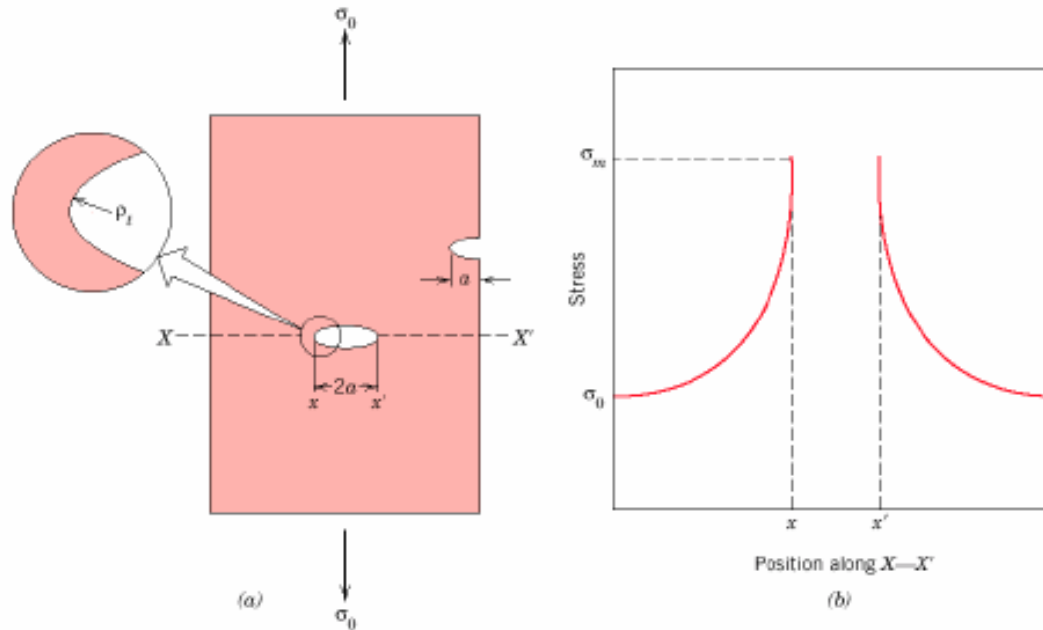 σ₀
ρₜ
a
X
X'
2a
x
x'
σ₀
(a)
σₘ
Stress
σ₀
x
x'
Position along X—X'
(b)